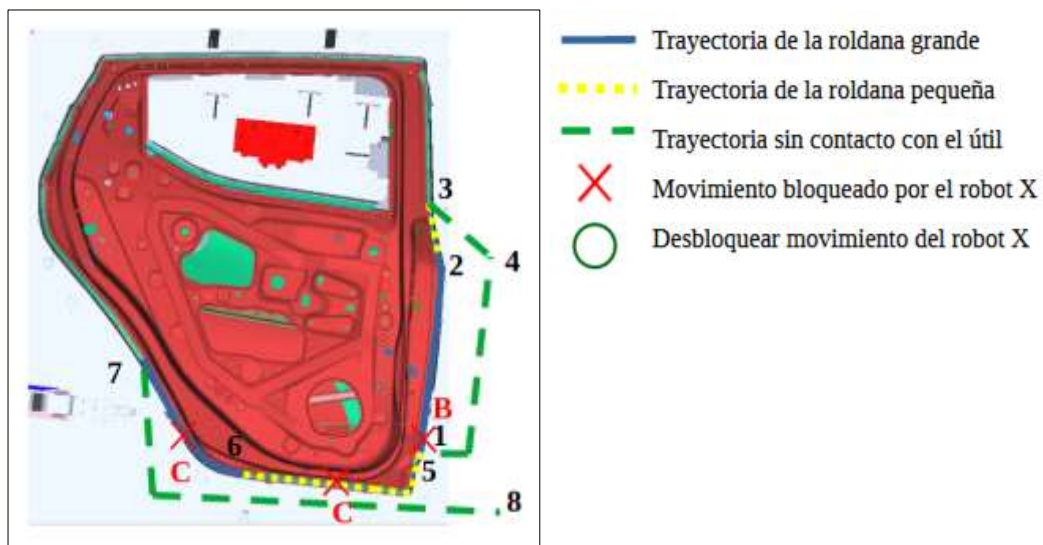 Trayectoria de la roldana grande
Trayectoria de la roldana pequeña
Trayectoria sin contacto con el útil
Movimiento bloqueado por el robot X
Desbloquear movimiento del robot X
3
4
2
7
B
1
6
5
C
C
8